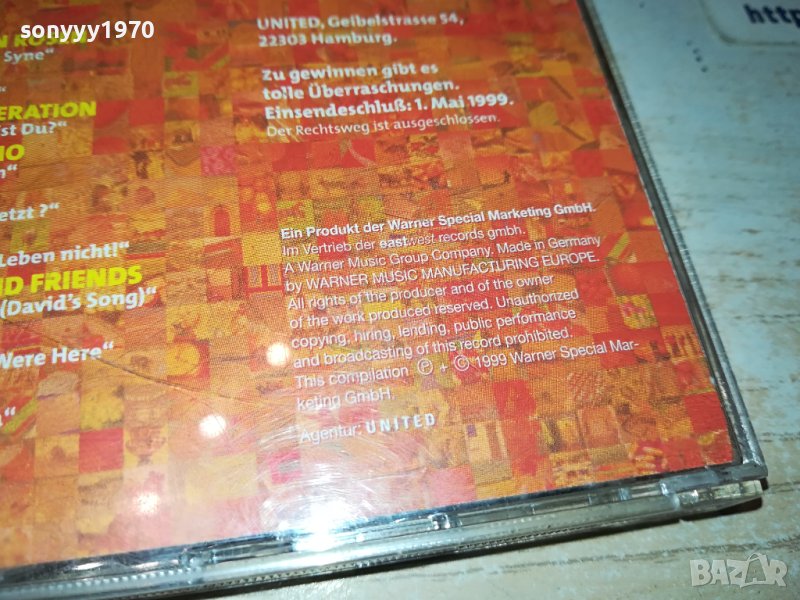 sonyyy1970
Syne"
UNITED, Geibelstrasse 54,
22303 Hamburg.
Zu gewinnen gibt es
tolle Überraschungen.
Einsendeschluß: 1. Mai 1999.
Der Rechtsweg ist ausgeschlossen.
http
ERATION
ist Du?"
IO
n"
etzt ?"
Leben nicht!"
ND FRIENDS
(David's Song)"
Were Here"
Ein Produkt der Warner Special Marketing GmbH.
Im Vertrieb der eastwest records gmbh.
A Warner Music Group Company. Made in Germany
by WARNER MUSIC MANUFACTURING EUROPE.
All rights of the producer and of the owner
of the work produced reserved. Unauthorized
copying, hiring, lending, public performance
and broadcasting of this record prohibited.
This compilation ℗ + © 1999 Warner Special Mar-
keting GmbH.
Agentur: UNITED
BAZAR